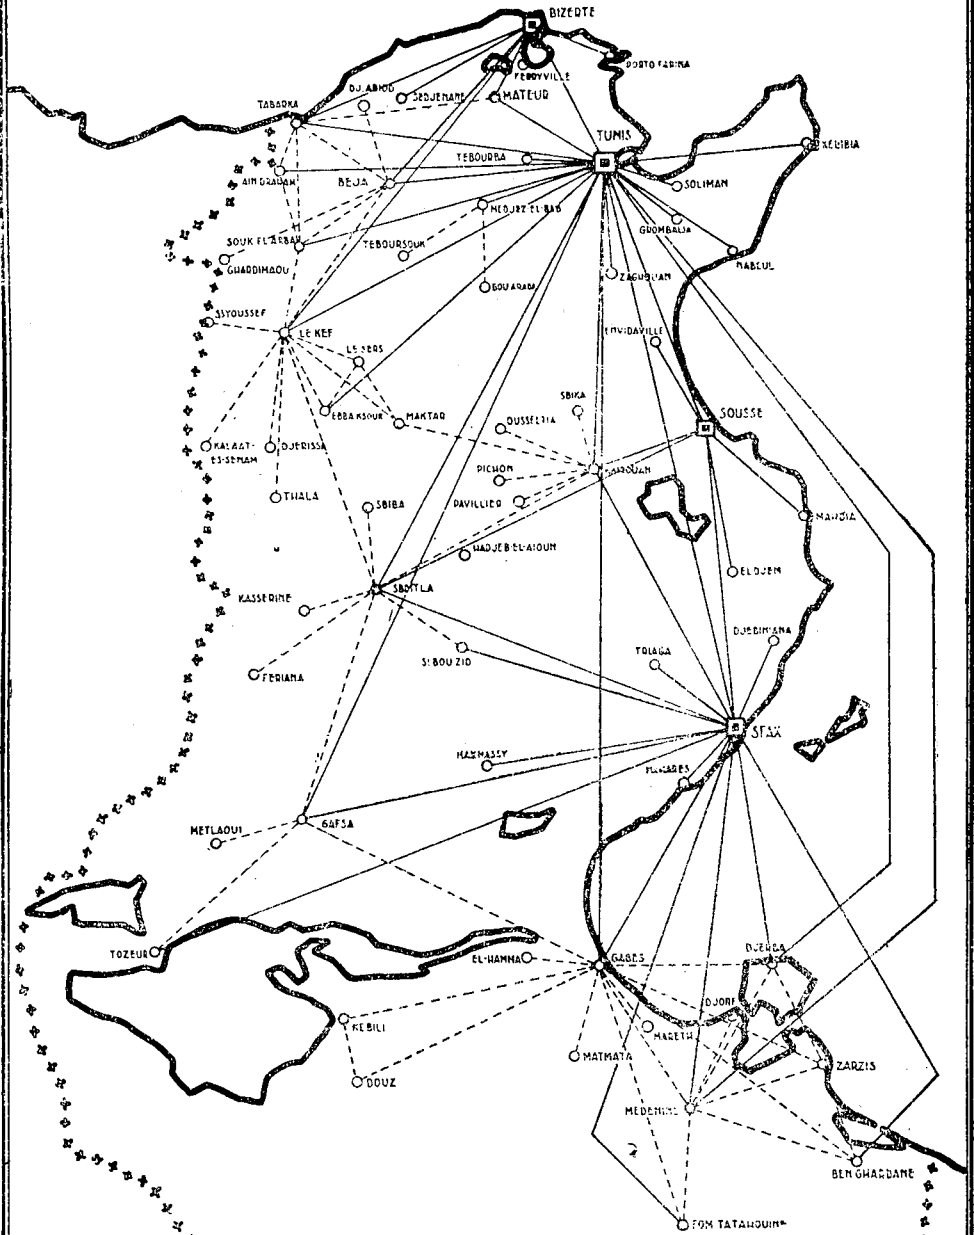 BIZERTE
PORTO FARINA
FERRYVILLE
DJ.ABIOD
SEDJENANE
MATEUR
TABARKA
TUNIS
KELIBIA
TEBOURBA
AIN DRAHAM
BEJA
SOLIMAN
MEDJEZ-EL-BAB
GROMBALIA
SOUK EL ARBA
TEBOURSOUK
GHARDIMAOU
NABEUL
ZAGHOUAN
BOU ARADA
SSYOUSSEF
LE KEF
ENFIDAVILLE
LE SERS
SBIKA
EBBA KSOUR
MAKTAR
OUSSELTIA
SOUSSE
KALAAT-
ES-SENAM
DJERISSA
PICHON
KAIROUAN
THALA
SBIBA
PAVILLIER
MAHDIA
HADJEB-EL-AIOUN
EL DJEM
SBEITLA
KASSERINE
DJEBINIANA
TRIAGA
SI BOU ZID
FERIANA
SFAX
MAKNASSY
MAHARES
GAFSA
METLAOUI
TOZEUR
EL-HAMMA
GABES
DJERBA
DJORF
KEBILI
MARETH
MATMATA
ZARZIS
DOUZ
MEDENINE
BEN GHARDANE
FOM TATAHOUINE